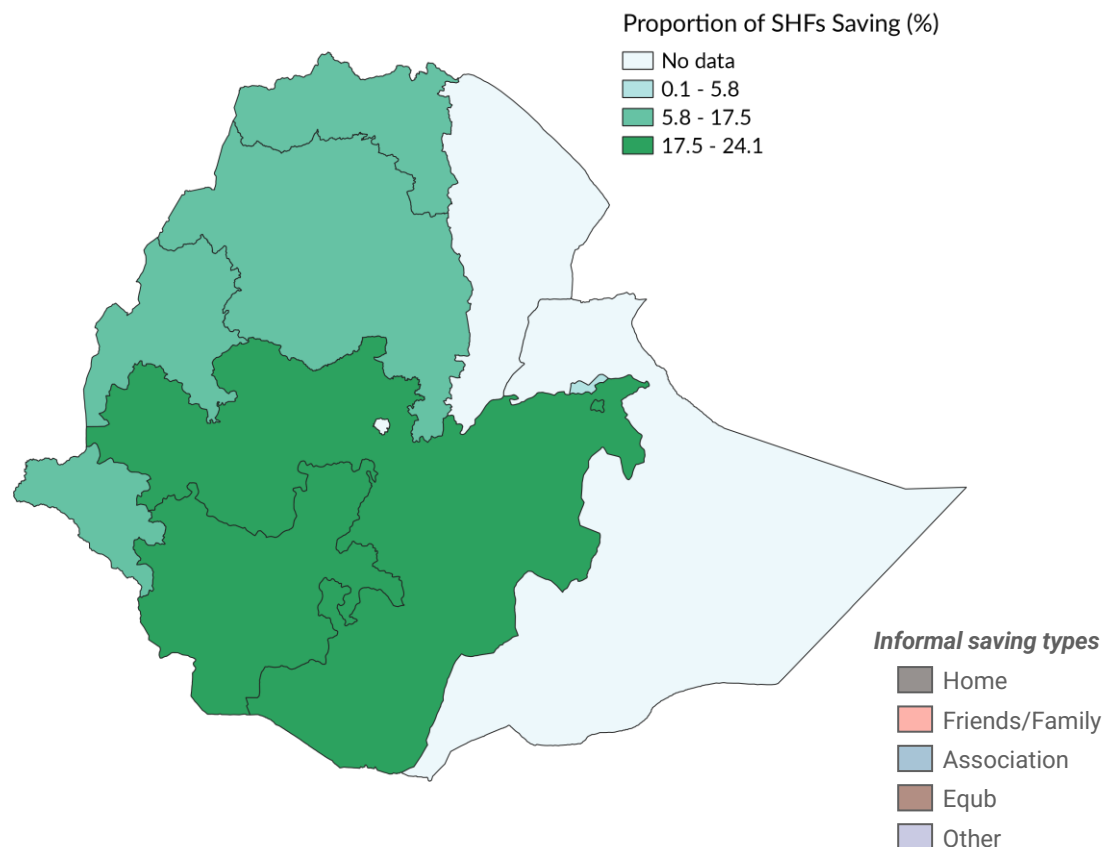 Proportion of SHFs Saving (%)
No data
0.1 - 5.8
5.8 - 17.5
17.5 - 24.1
Informal saving types
Home
Friends/Family
Association
Equb
Other